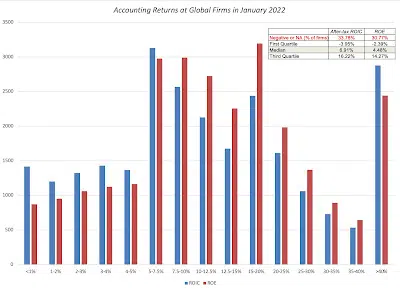 Accounting Returns at Global Firms in January 2022
After-tax ROIC ROE
Negative or NA (% of firms) 33.76% 30.77%
First Quartile -3.95% -2.39%
Median 6.91% 4.46%
Third Quartile 16.22% 14.27%
3500
3000
2500
2000
1500
1000
500
0
<1% 1-2% 2-3% 3-4% 4-5% 5-7.5% 7.5-10% 10-12.5% 12.5-15% 15-20% 20-25% 25-30% 30-35% 35-40% >40%
ROIC ROE